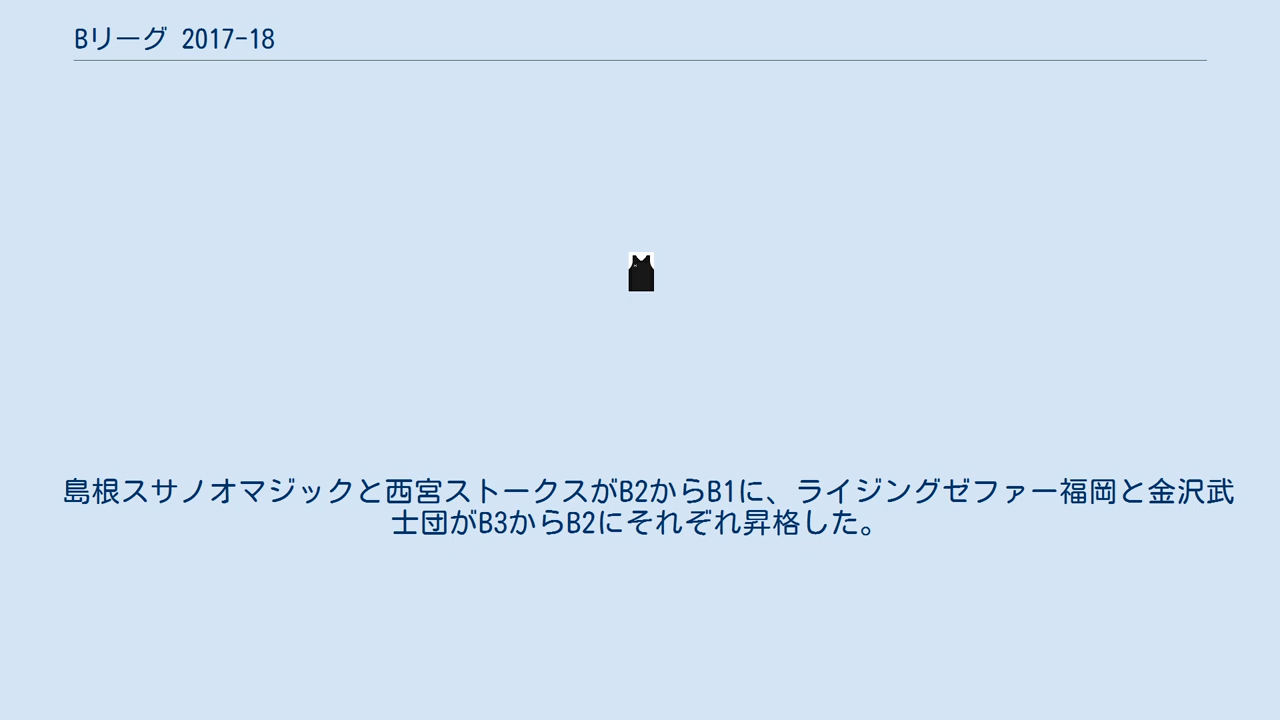 Bリーグ 2017-18
島根スサノオマジックと西宮ストークスがB2からB1に、ライジングゼファー福岡と金沢武
士団がB3からB2にそれぞれ昇格した。